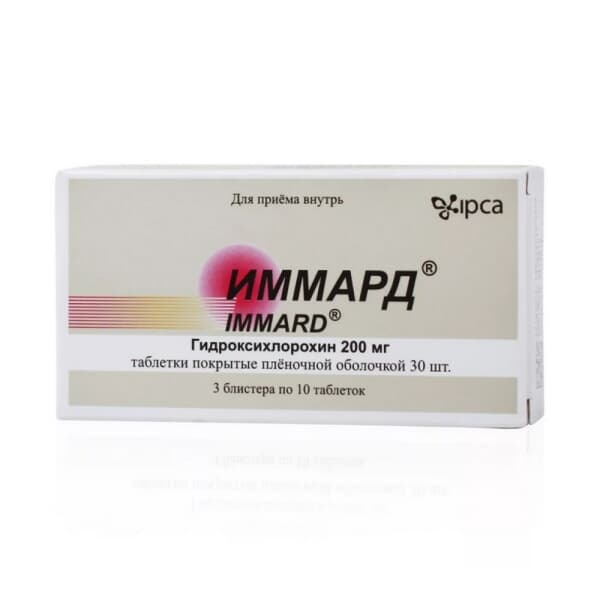 Для приёма внутрь
ipca
ИММАРД®
IMMARD®
Гидроксихлорохин 200 мг
таблетки покрытые плёночной оболочкой 30 шт.
3 блистера по 10 таблеток